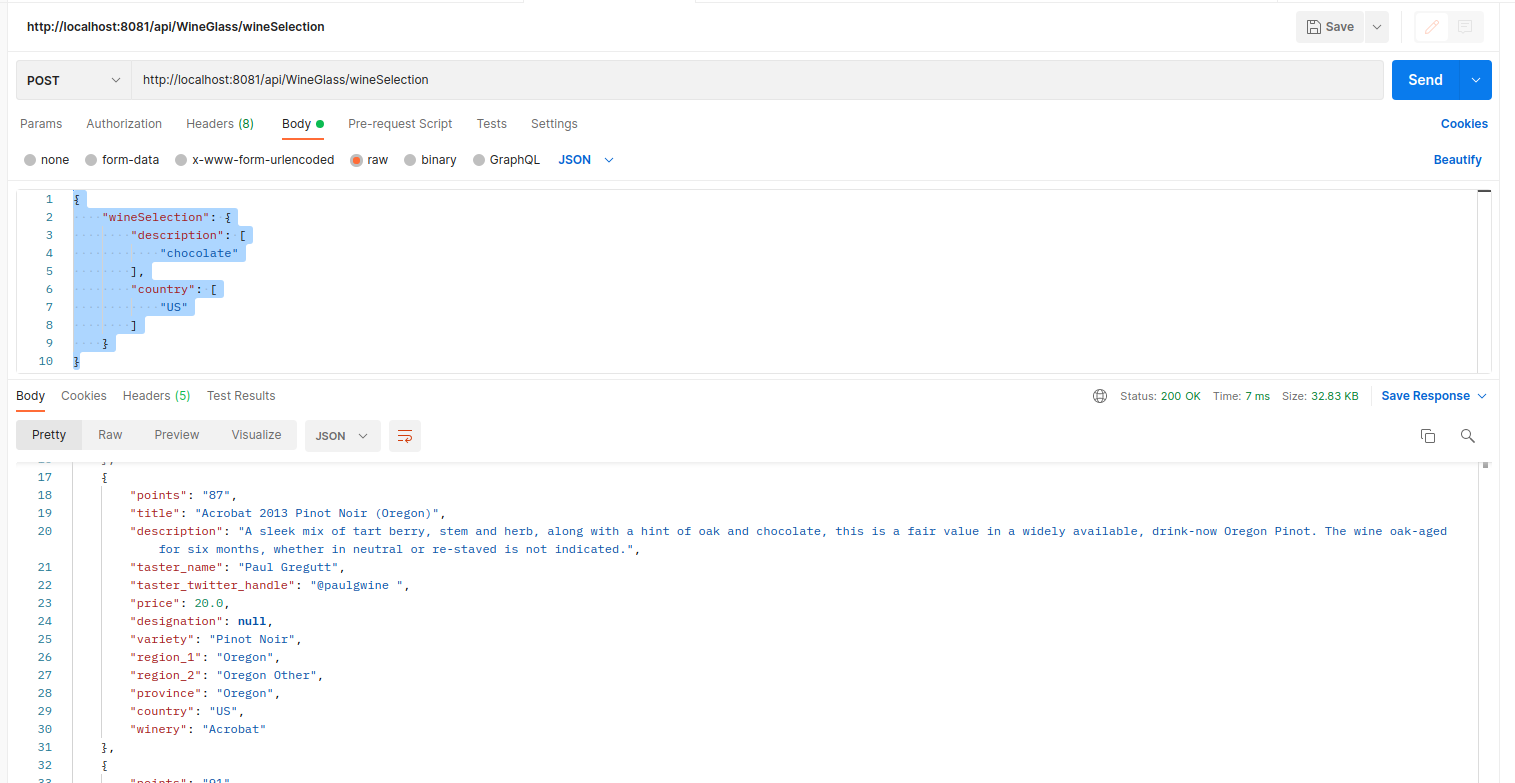 http://localhost:8081/api/WineGlass/wineSelection Save
POST http://localhost:8081/api/WineGlass/wineSelection Send
Params Authorization Headers (8) Body Pre-request Script Tests Settings Cookies
none form-data x-www-form-urlencoded raw binary GraphQL JSON Beautify
1 {
2 "wineSelection": {
3 "description": [
4 "chocolate"
5 ],
6 "country": [
7 "US"
8 ]
9 }
10 }
Body Cookies Headers (5) Test Results Status: 200 OK Time: 7 ms Size: 32.83 KB Save Response
Pretty Raw Preview Visualize JSON
17 {
18 "points": "87",
19 "title": "Acrobat 2013 Pinot Noir (Oregon)",
20 "description": "A sleek mix of tart berry, stem and herb, along with a hint of oak and chocolate, this is a fair value in a widely available, drink-now Oregon Pinot. The wine oak-aged
for six months, whether in neutral or re-staved is not indicated.",
21 "taster_name": "Paul Gregutt",
22 "taster_twitter_handle": "@paulgwine ",
23 "price": 20.0,
24 "designation": null,
25 "variety": "Pinot Noir",
26 "region_1": "Oregon",
27 "region_2": "Oregon Other",
28 "province": "Oregon",
29 "country": "US",
30 "winery": "Acrobat"
31 },
32 {
33 "points": "91"